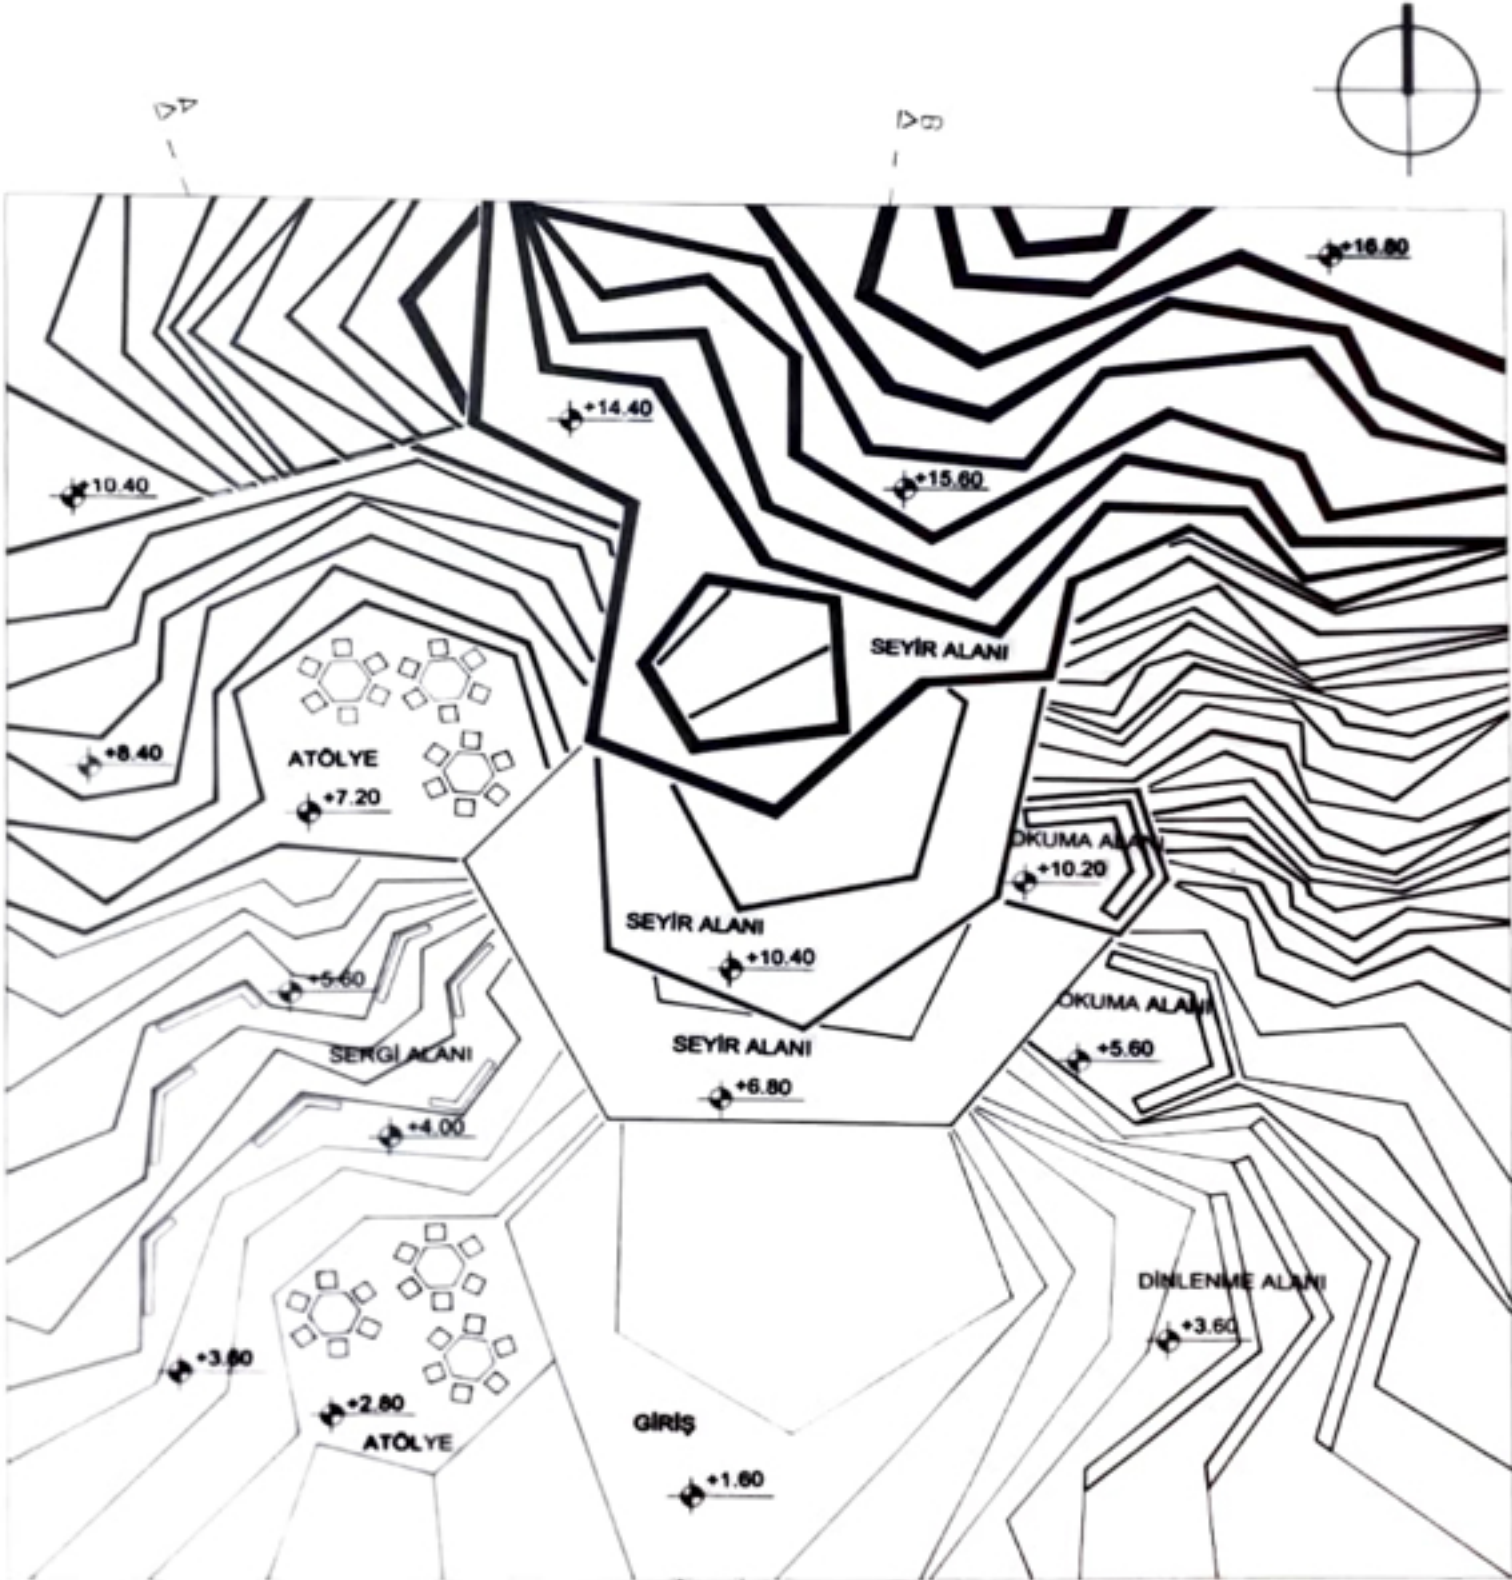 A
B
+16.80
+14.40
+10.40
+15.60
SEYİR ALANI
+8.40
ATÖLYE
+7.20
OKUMA ALANI
+10.20
SEYİR ALANI
+10.40
+5.60
OKUMA ALANI
SEYİR ALANI
SERGİ ALANI
+5.60
+6.80
+4.00
DİNLENME ALANI
+3.60
+3.60
+2.80
GİRİŞ
ATÖLYE
+1.60